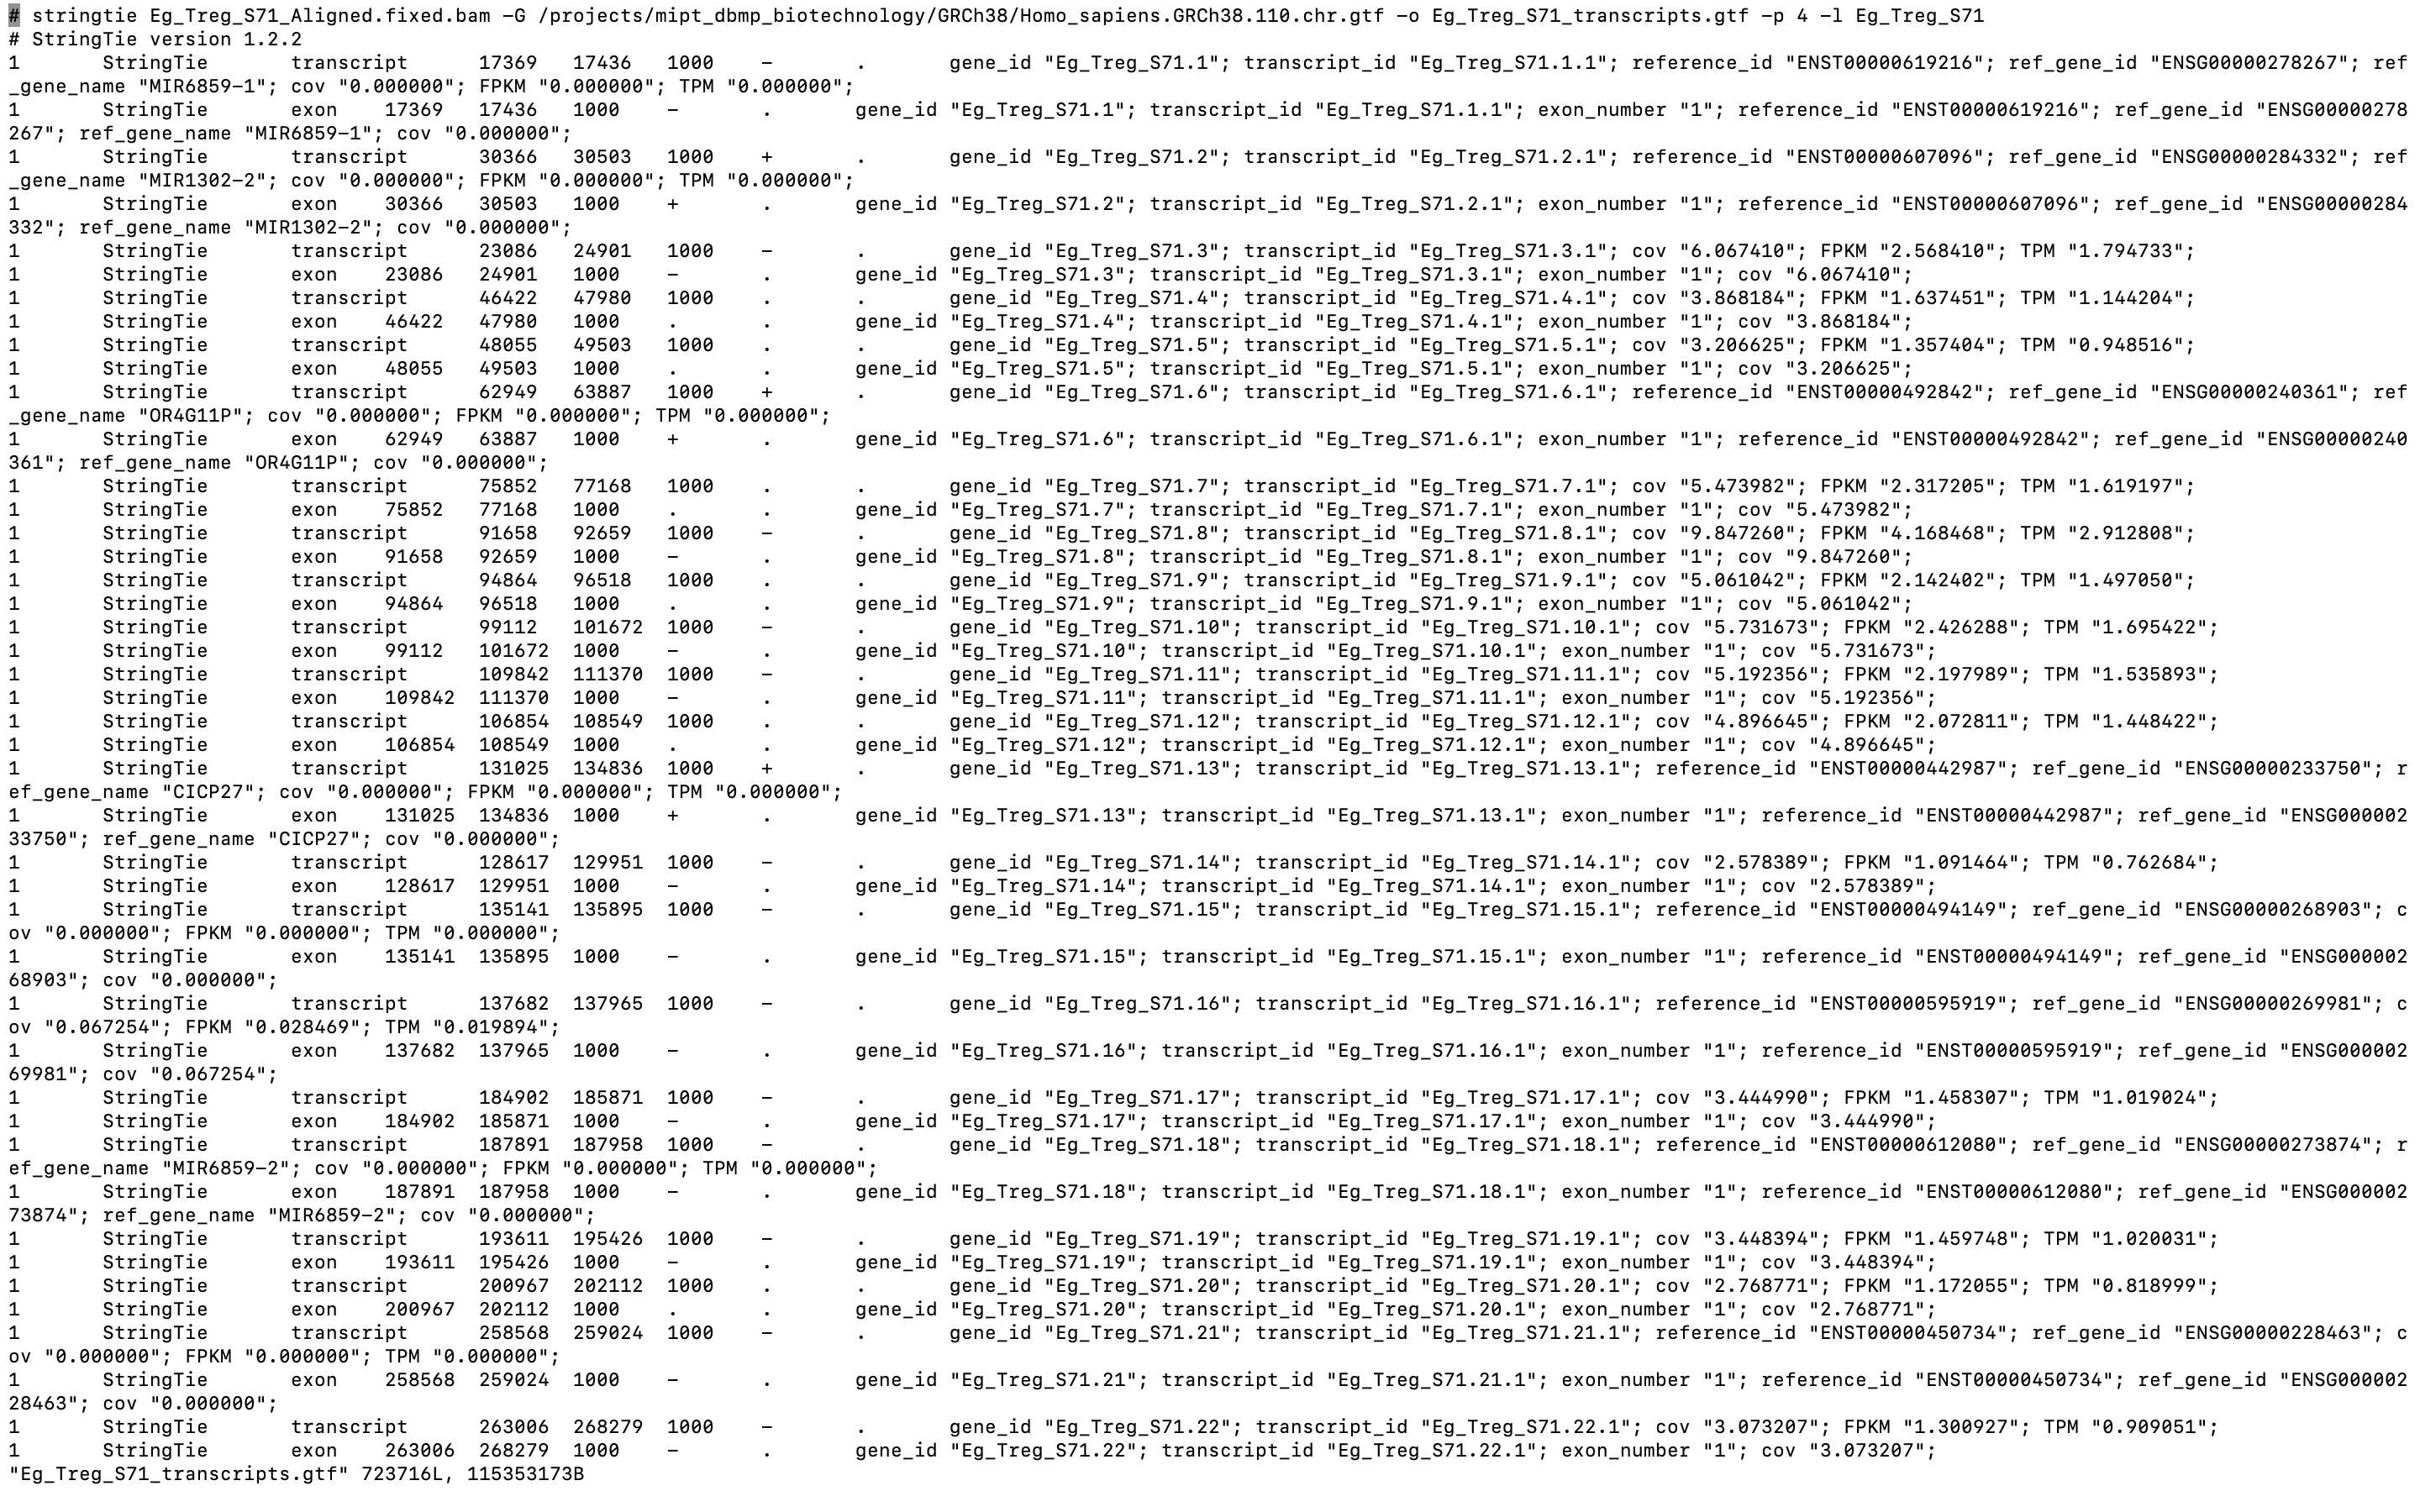 # stringtie Eg_Treg_S71_Aligned.fixed.bam -G /projects/mipt_dbmp_biotechnology/GRCh38/Homo_sapiens.GRCh38.110.chr.gtf -o Eg_Treg_S71_transcripts.gtf -p 4 -l Eg_Treg_S71
# StringTie version 1.2.2
1 StringTie transcript 17369 17436 1000 - . gene_id "Eg_Treg_S71.1"; transcript_id "Eg_Treg_S71.1.1"; reference_id "ENST00000619216"; ref_gene_id "ENSG00000278267"; ref
_gene_name "MIR6859-1"; cov "0.000000"; FPKM "0.000000"; TPM "0.000000";
1 StringTie exon 17369 17436 1000 - . gene_id "Eg_Treg_S71.1"; transcript_id "Eg_Treg_S71.1.1"; exon_number "1"; reference_id "ENST00000619216"; ref_gene_id "ENSG00000278
267"; ref_gene_name "MIR6859-1"; cov "0.000000";
1 StringTie transcript 30366 30503 1000 + . gene_id "Eg_Treg_S71.2"; transcript_id "Eg_Treg_S71.2.1"; reference_id "ENST00000607096"; ref_gene_id "ENSG00000284332"; ref
_gene_name "MIR1302-2"; cov "0.000000"; FPKM "0.000000"; TPM "0.000000";
1 StringTie exon 30366 30503 1000 + . gene_id "Eg_Treg_S71.2"; transcript_id "Eg_Treg_S71.2.1"; exon_number "1"; reference_id "ENST00000607096"; ref_gene_id "ENSG00000284
332"; ref_gene_name "MIR1302-2"; cov "0.000000";
1 StringTie transcript 23086 24901 1000 - . gene_id "Eg_Treg_S71.3"; transcript_id "Eg_Treg_S71.3.1"; cov "6.067410"; FPKM "2.568410"; TPM "1.794733";
1 StringTie exon 23086 24901 1000 - . gene_id "Eg_Treg_S71.3"; transcript_id "Eg_Treg_S71.3.1"; exon_number "1"; cov "6.067410";
1 StringTie transcript 46422 47980 1000 . . gene_id "Eg_Treg_S71.4"; transcript_id "Eg_Treg_S71.4.1"; cov "3.868184"; FPKM "1.637451"; TPM "1.144204";
1 StringTie exon 46422 47980 1000 . . gene_id "Eg_Treg_S71.4"; transcript_id "Eg_Treg_S71.4.1"; exon_number "1"; cov "3.868184";
1 StringTie transcript 48055 49503 1000 . . gene_id "Eg_Treg_S71.5"; transcript_id "Eg_Treg_S71.5.1"; cov "3.206625"; FPKM "1.357404"; TPM "0.948516";
1 StringTie exon 48055 49503 1000 . . gene_id "Eg_Treg_S71.5"; transcript_id "Eg_Treg_S71.5.1"; exon_number "1"; cov "3.206625";
1 StringTie transcript 62949 63887 1000 + . gene_id "Eg_Treg_S71.6"; transcript_id "Eg_Treg_S71.6.1"; reference_id "ENST00000492842"; ref_gene_id "ENSG00000240361"; ref
_gene_name "OR4G11P"; cov "0.000000"; FPKM "0.000000"; TPM "0.000000";
1 StringTie exon 62949 63887 1000 + . gene_id "Eg_Treg_S71.6"; transcript_id "Eg_Treg_S71.6.1"; exon_number "1"; reference_id "ENST00000492842"; ref_gene_id "ENSG00000240
361"; ref_gene_name "OR4G11P"; cov "0.000000";
1 StringTie transcript 75852 77168 1000 . . gene_id "Eg_Treg_S71.7"; transcript_id "Eg_Treg_S71.7.1"; cov "5.473982"; FPKM "2.317205"; TPM "1.619197";
1 StringTie exon 75852 77168 1000 . . gene_id "Eg_Treg_S71.7"; transcript_id "Eg_Treg_S71.7.1"; exon_number "1"; cov "5.473982";
1 StringTie transcript 91658 92659 1000 - . gene_id "Eg_Treg_S71.8"; transcript_id "Eg_Treg_S71.8.1"; cov "9.847260"; FPKM "4.168468"; TPM "2.912808";
1 StringTie exon 91658 92659 1000 - . gene_id "Eg_Treg_S71.8"; transcript_id "Eg_Treg_S71.8.1"; exon_number "1"; cov "9.847260";
1 StringTie transcript 94864 96518 1000 . . gene_id "Eg_Treg_S71.9"; transcript_id "Eg_Treg_S71.9.1"; cov "5.061042"; FPKM "2.142402"; TPM "1.497050";
1 StringTie exon 94864 96518 1000 . . gene_id "Eg_Treg_S71.9"; transcript_id "Eg_Treg_S71.9.1"; exon_number "1"; cov "5.061042";
1 StringTie transcript 99112 101672 1000 - . gene_id "Eg_Treg_S71.10"; transcript_id "Eg_Treg_S71.10.1"; cov "5.731673"; FPKM "2.426288"; TPM "1.695422";
1 StringTie exon 99112 101672 1000 - . gene_id "Eg_Treg_S71.10"; transcript_id "Eg_Treg_S71.10.1"; exon_number "1"; cov "5.731673";
1 StringTie transcript 109842 111370 1000 - . gene_id "Eg_Treg_S71.11"; transcript_id "Eg_Treg_S71.11.1"; cov "5.192356"; FPKM "2.197989"; TPM "1.535893";
1 StringTie exon 109842 111370 1000 - . gene_id "Eg_Treg_S71.11"; transcript_id "Eg_Treg_S71.11.1"; exon_number "1"; cov "5.192356";
1 StringTie transcript 106854 108549 1000 . . gene_id "Eg_Treg_S71.12"; transcript_id "Eg_Treg_S71.12.1"; cov "4.896645"; FPKM "2.072811"; TPM "1.448422";
1 StringTie exon 106854 108549 1000 . . gene_id "Eg_Treg_S71.12"; transcript_id "Eg_Treg_S71.12.1"; exon_number "1"; cov "4.896645";
1 StringTie transcript 131025 134836 1000 + . gene_id "Eg_Treg_S71.13"; transcript_id "Eg_Treg_S71.13.1"; reference_id "ENST00000442987"; ref_gene_id "ENSG00000233750"; r
ef_gene_name "CICP27"; cov "0.000000"; FPKM "0.000000"; TPM "0.000000";
1 StringTie exon 131025 134836 1000 + . gene_id "Eg_Treg_S71.13"; transcript_id "Eg_Treg_S71.13.1"; exon_number "1"; reference_id "ENST00000442987"; ref_gene_id "ENSG000002
33750"; ref_gene_name "CICP27"; cov "0.000000";
1 StringTie transcript 128617 129951 1000 - . gene_id "Eg_Treg_S71.14"; transcript_id "Eg_Treg_S71.14.1"; cov "2.578389"; FPKM "1.091464"; TPM "0.762684";
1 StringTie exon 128617 129951 1000 - . gene_id "Eg_Treg_S71.14"; transcript_id "Eg_Treg_S71.14.1"; exon_number "1"; cov "2.578389";
1 StringTie transcript 135141 135895 1000 - . gene_id "Eg_Treg_S71.15"; transcript_id "Eg_Treg_S71.15.1"; reference_id "ENST00000494149"; ref_gene_id "ENSG00000268903"; c
ov "0.000000"; FPKM "0.000000"; TPM "0.000000";
1 StringTie exon 135141 135895 1000 - . gene_id "Eg_Treg_S71.15"; transcript_id "Eg_Treg_S71.15.1"; exon_number "1"; reference_id "ENST00000494149"; ref_gene_id "ENSG000002
68903"; cov "0.000000";
1 StringTie transcript 137682 137965 1000 - . gene_id "Eg_Treg_S71.16"; transcript_id "Eg_Treg_S71.16.1"; reference_id "ENST00000595919"; ref_gene_id "ENSG00000269981"; c
ov "0.067254"; FPKM "0.028469"; TPM "0.019894";
1 StringTie exon 137682 137965 1000 - . gene_id "Eg_Treg_S71.16"; transcript_id "Eg_Treg_S71.16.1"; exon_number "1"; reference_id "ENST00000595919"; ref_gene_id "ENSG000002
69981"; cov "0.067254";
1 StringTie transcript 184902 185871 1000 - . gene_id "Eg_Treg_S71.17"; transcript_id "Eg_Treg_S71.17.1"; cov "3.444990"; FPKM "1.458307"; TPM "1.019024";
1 StringTie exon 184902 185871 1000 - . gene_id "Eg_Treg_S71.17"; transcript_id "Eg_Treg_S71.17.1"; exon_number "1"; cov "3.444990";
1 StringTie transcript 187891 187958 1000 - . gene_id "Eg_Treg_S71.18"; transcript_id "Eg_Treg_S71.18.1"; reference_id "ENST00000612080"; ref_gene_id "ENSG00000273874"; r
ef_gene_name "MIR6859-2"; cov "0.000000"; FPKM "0.000000"; TPM "0.000000";
1 StringTie exon 187891 187958 1000 - . gene_id "Eg_Treg_S71.18"; transcript_id "Eg_Treg_S71.18.1"; exon_number "1"; reference_id "ENST00000612080"; ref_gene_id "ENSG000002
73874"; ref_gene_name "MIR6859-2"; cov "0.000000";
1 StringTie transcript 193611 195426 1000 - . gene_id "Eg_Treg_S71.19"; transcript_id "Eg_Treg_S71.19.1"; cov "3.448394"; FPKM "1.459748"; TPM "1.020031";
1 StringTie exon 193611 195426 1000 - . gene_id "Eg_Treg_S71.19"; transcript_id "Eg_Treg_S71.19.1"; exon_number "1"; cov "3.448394";
1 StringTie transcript 200967 202112 1000 . . gene_id "Eg_Treg_S71.20"; transcript_id "Eg_Treg_S71.20.1"; cov "2.768771"; FPKM "1.172055"; TPM "0.818999";
1 StringTie exon 200967 202112 1000 . . gene_id "Eg_Treg_S71.20"; transcript_id "Eg_Treg_S71.20.1"; exon_number "1"; cov "2.768771";
1 StringTie transcript 258568 259024 1000 - . gene_id "Eg_Treg_S71.21"; transcript_id "Eg_Treg_S71.21.1"; reference_id "ENST00000450734"; ref_gene_id "ENSG00000228463"; c
ov "0.000000"; FPKM "0.000000"; TPM "0.000000";
1 StringTie exon 258568 259024 1000 - . gene_id "Eg_Treg_S71.21"; transcript_id "Eg_Treg_S71.21.1"; exon_number "1"; reference_id "ENST00000450734"; ref_gene_id "ENSG000002
28463"; cov "0.000000";
1 StringTie transcript 263006 268279 1000 - . gene_id "Eg_Treg_S71.22"; transcript_id "Eg_Treg_S71.22.1"; cov "3.073207"; FPKM "1.300927"; TPM "0.909051";
1 StringTie exon 263006 268279 1000 - . gene_id "Eg_Treg_S71.22"; transcript_id "Eg_Treg_S71.22.1"; exon_number "1"; cov "3.073207";
"Eg_Treg_S71_transcripts.gtf" 723716L, 115353173B